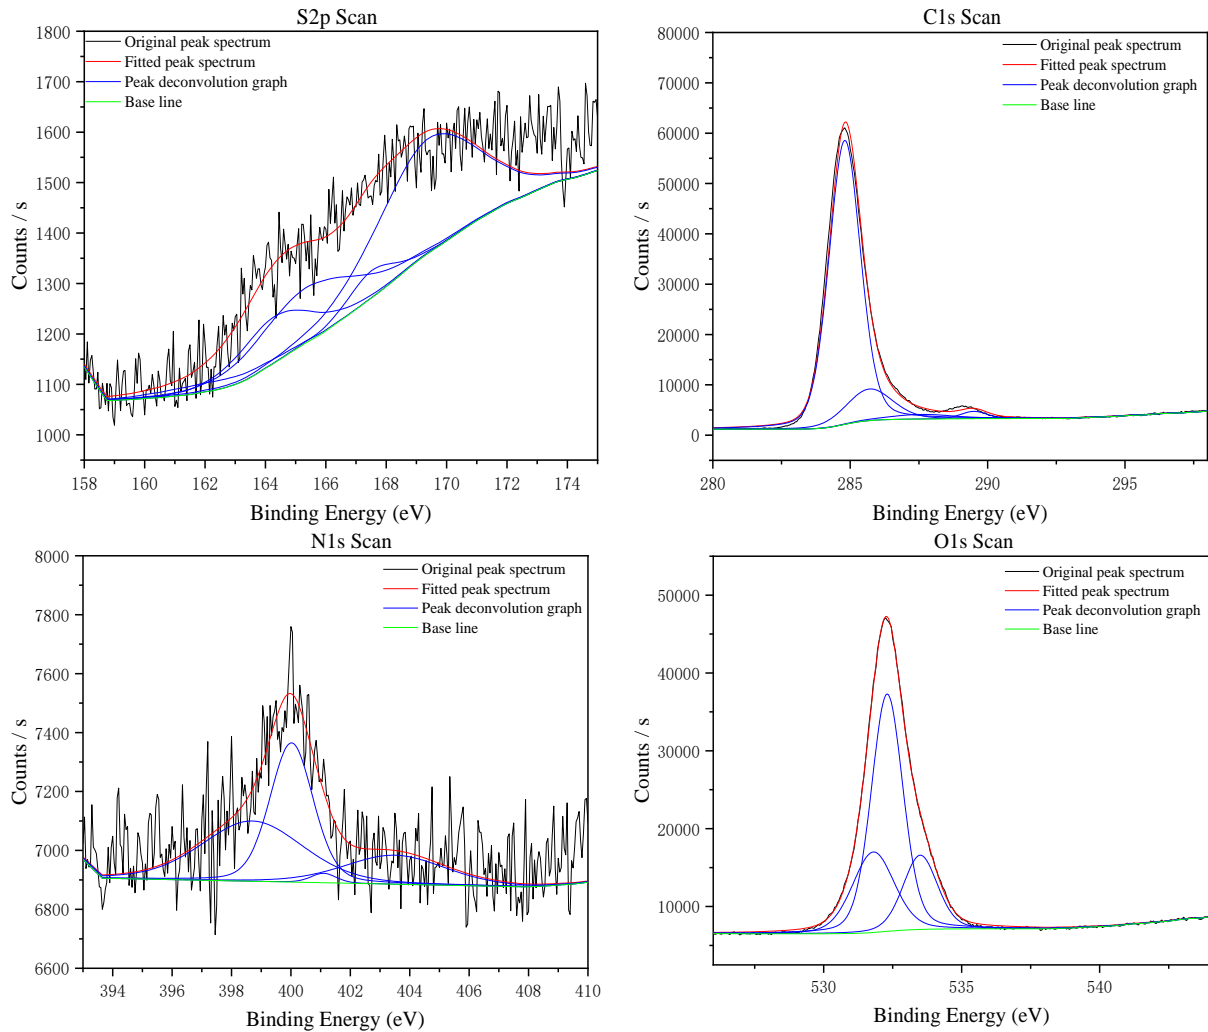 S2p Scan
1800
1700
1600
1500
1400
1300
1200
1100
1000
Counts / s
Original peak spectrum
Fitted peak spectrum
Peak deconvolution graph
Base line
158
160
162
164
166
168
170
172
174
Binding Energy (eV)
C1s Scan
80000
70000
60000
50000
40000
30000
20000
10000
0
Counts / s
Original peak spectrum
Fitted peak spectrum
Peak deconvolution graph
Base line
280
285
290
295
Binding Energy (eV)
N1s Scan
8000
7800
7600
7400
7200
7000
6800
6600
Counts / s
Original peak spectrum
Fitted peak spectrum
Peak deconvolution graph
Base line
394
396
398
400
402
404
406
408
410
Binding Energy (eV)
O1s Scan
50000
40000
30000
20000
10000
Counts / s
Original peak spectrum
Fitted peak spectrum
Peak deconvolution graph
Base line
530
535
540
Binding Energy (eV)